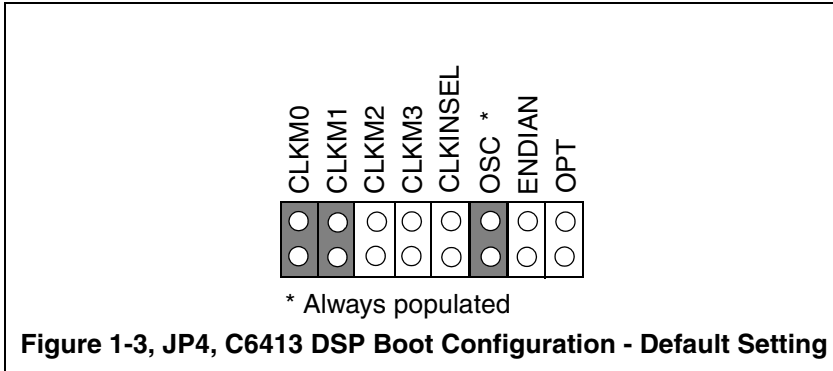 CLKM0
CLKM1
CLKM2
CLKM3
CLKINSEL
OSC *
ENDIAN
OPT
* Always populated
Figure 1-3, JP4, C6413 DSP Boot Configuration - Default Setting